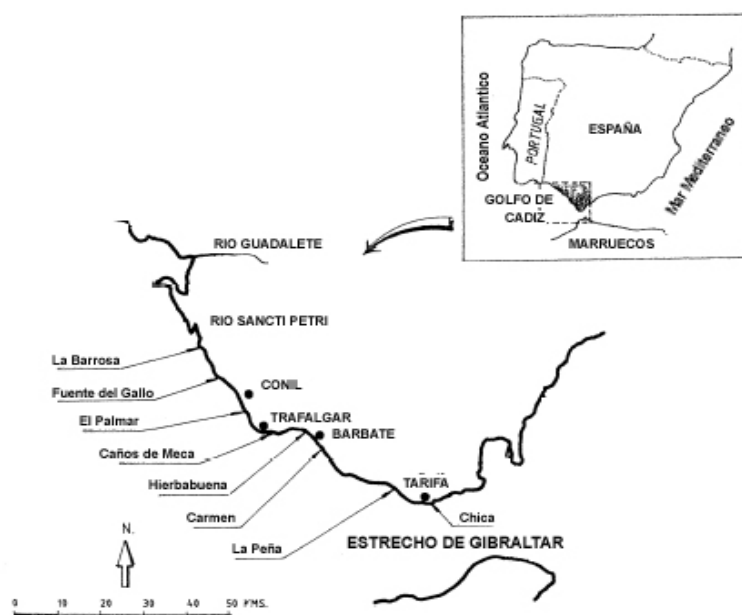 Oceano Atlantico
PORTUGAL
ESPAÑA
Mar Mediterraneo
GOLFO DE
CADIZ
MARRUECOS
RIO GUADALETE
RIO SANCTI PETRI
La Barrosa
Fuente del Gallo
CONIL
El Palmar
TRAFALGAR
Caños de Meca
BARBATE
Hierbabuena
TARIFA
Carmen
Chica
La Peña
ESTRECHO DE GIBRALTAR
N.
0 10 20 30 40 50 KMS.